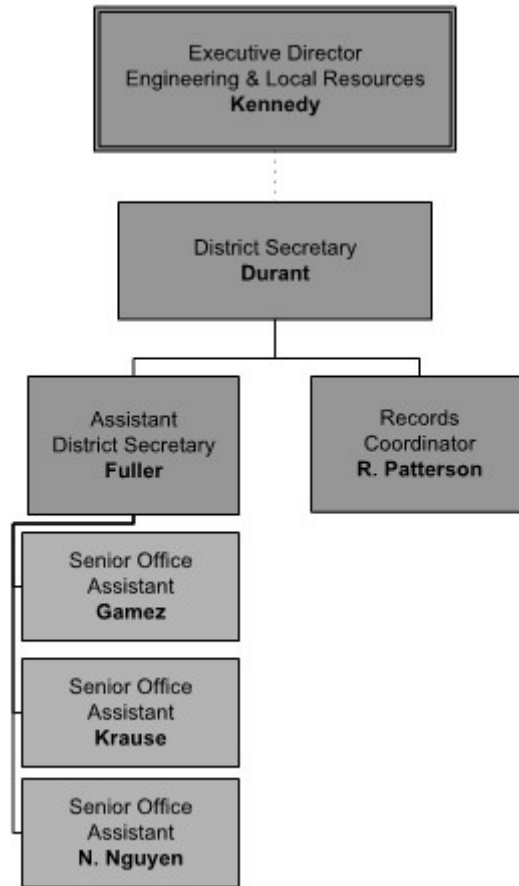 Executive Director
Engineering & Local Resources
Kennedy
District Secretary
Durant
Assistant
District Secretary
Fuller
Records
Coordinator
R. Patterson
Senior Office
Assistant
Gamez
Senior Office
Assistant
Krause
Senior Office
Assistant
N. Nguyen